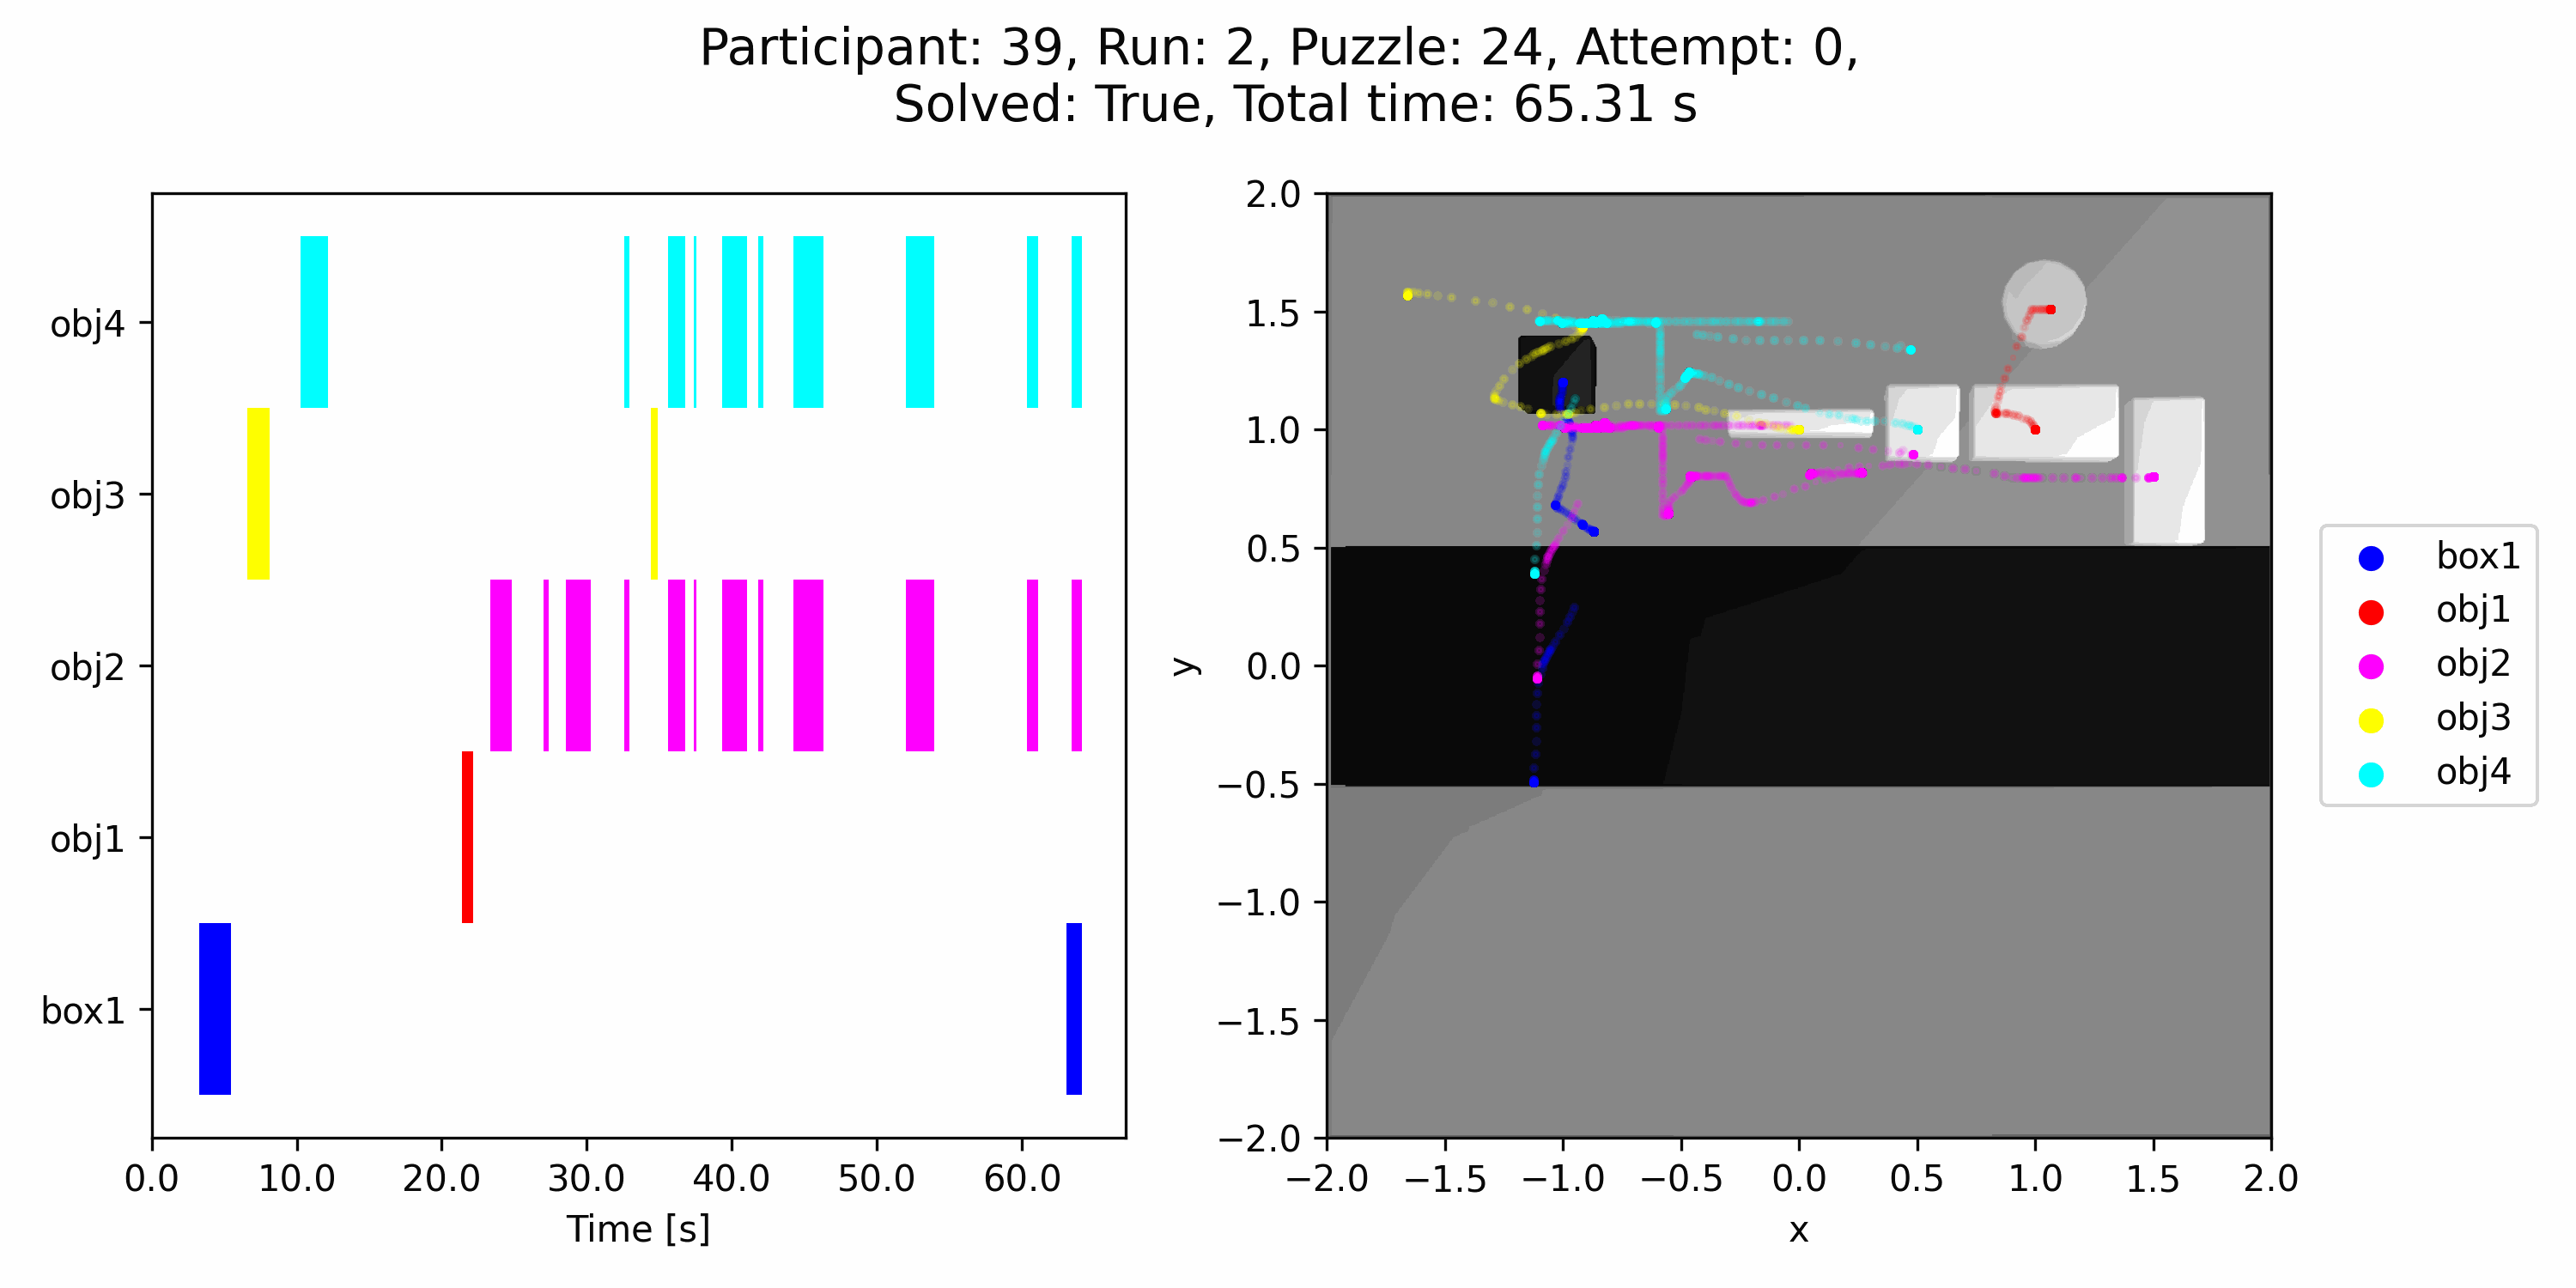 Participant: 39, Run: 2, Puzzle: 24, Attempt: 0,
Solved: True, Total time: 65.31 s
obj4
obj3
obj2
obj1
box1
0.0 10.0 20.0 30.0 40.0 50.0 60.0
Time [s]
2.0
1.5
1.0
0.5
0.0
−0.5
−1.0
−1.5
−2.0
y
−2.0 −1.5 −1.0 −0.5 0.0 0.5 1.0 1.5 2.0
x
box1
obj1
obj2
obj3
obj4